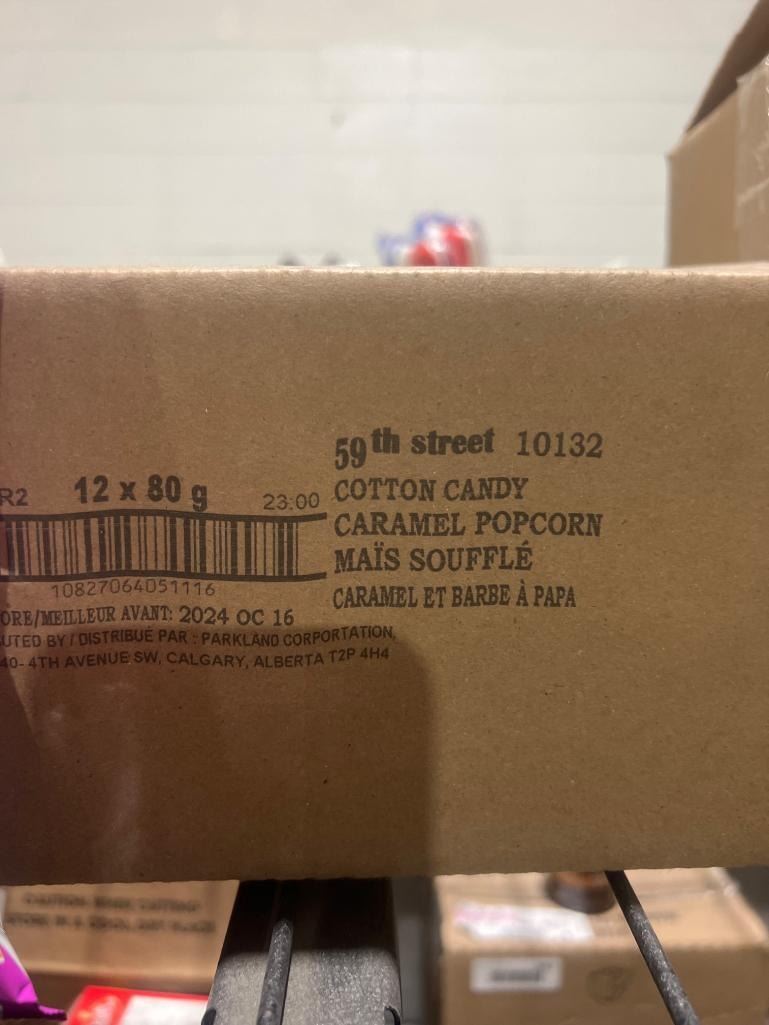 59th street 10132
COTTON CANDY
CARAMEL POPCORN
MAÏS SOUFFLÉ
CARAMEL ET BARBE À PAPA
R2 12 x 80 g 23:00
10827064051116
ORE/MEILLEUR AVANT: 2024 OC 16
UTED BY / DISTRIBUÉ PAR : PARKLAND CORPORTATION,
40- 4TH AVENUE SW, CALGARY, ALBERTA T2P 4H4